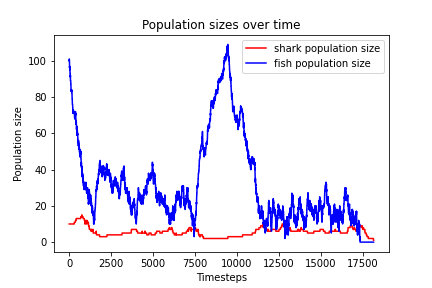 Population sizes over time
shark population size
fish population size
Population size
100
80
60
40
20
0
0
2500
5000
7500
10000
12500
15000
17500
Timesteps